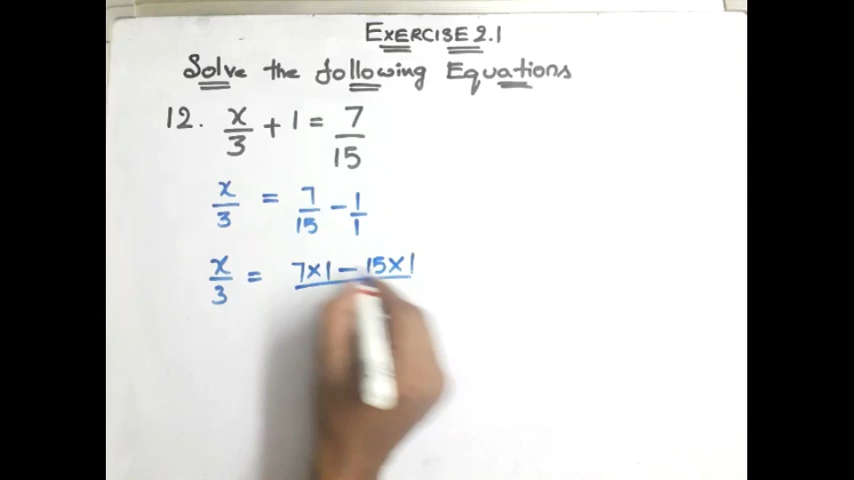 EXERCISE 2.1
Solve the following Equations
12. x/3 + 1 = 7/15
x/3 = 7/15 - 1/1
x/3 = 7×1 - 15×1